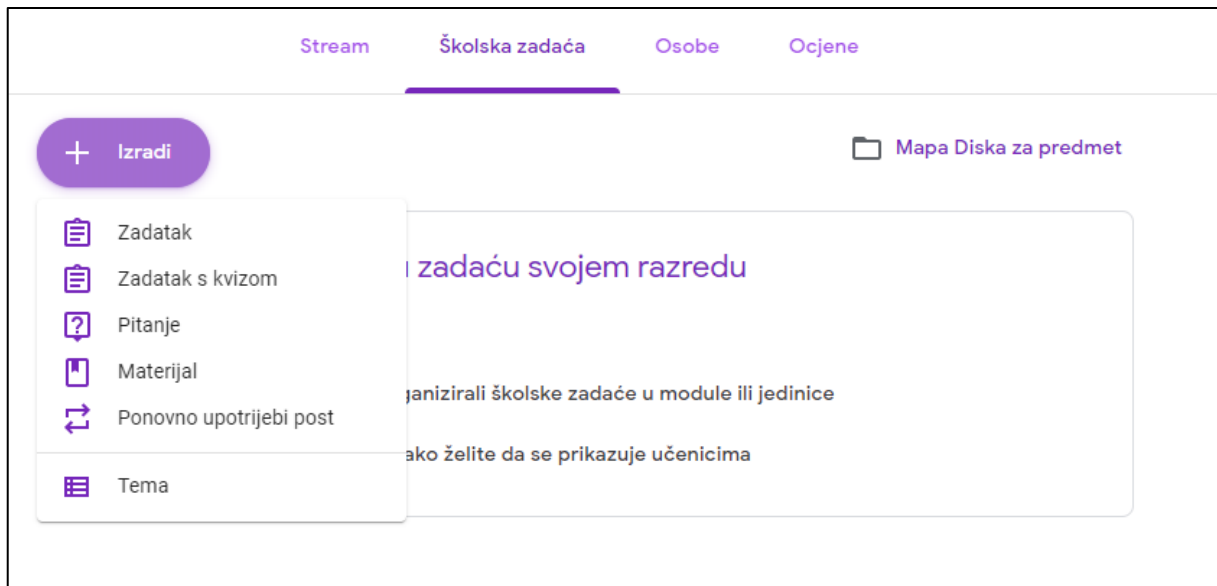 Stream Školska zadaća Osobe Ocjene
Izradi
Mapa Diska za predmet
Zadatak
Zadatak s kvizom
Pitanje
Materijal
Ponovno upotrijebi post
Tema
zadaću svojem razredu
ganizirali školske zadaće u module ili jedinice
ako želite da se prikazuje učenicima